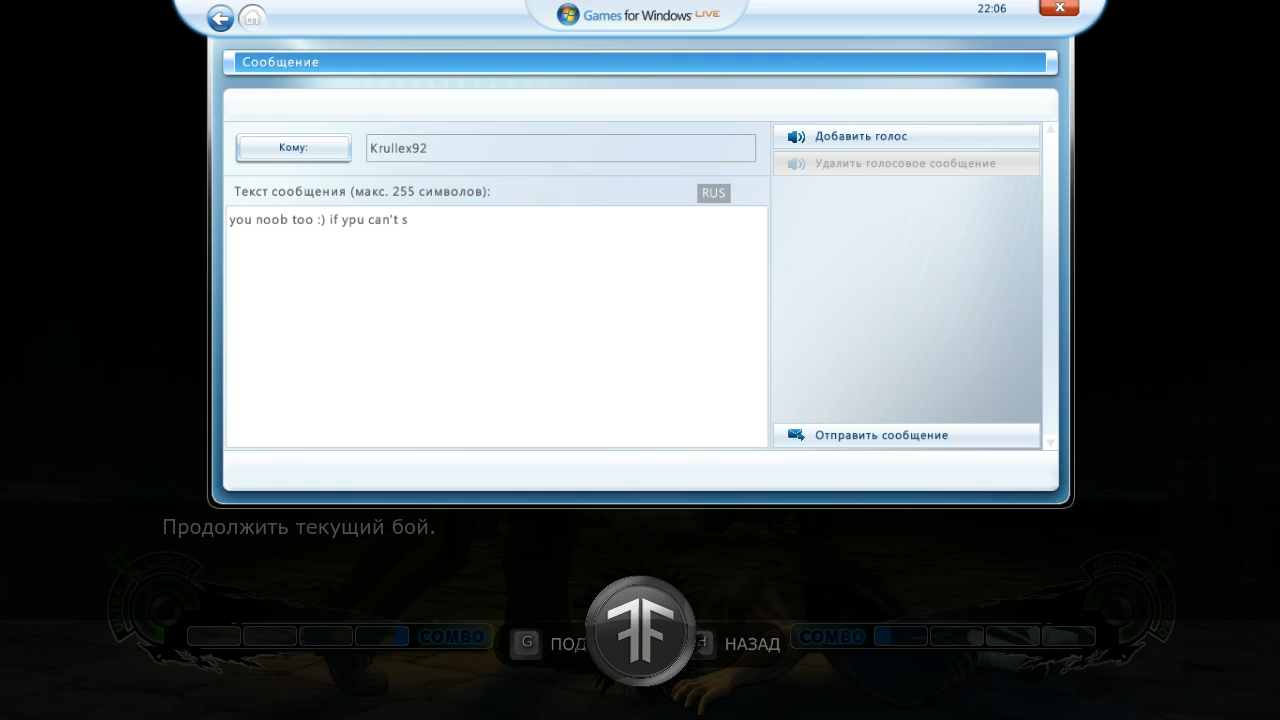 Games for Windows LIVE
22:06
Сообщение
Кому:
Krullex92
Добавить голос
Удалить голосовое сообщение
Текст сообщения (макс. 255 символов):
RUS
you noob too :) if ypu can't s
Отправить сообщение
Продолжить текущий бой.
COMBO
G
ПОД
НАЗАД
COMBO